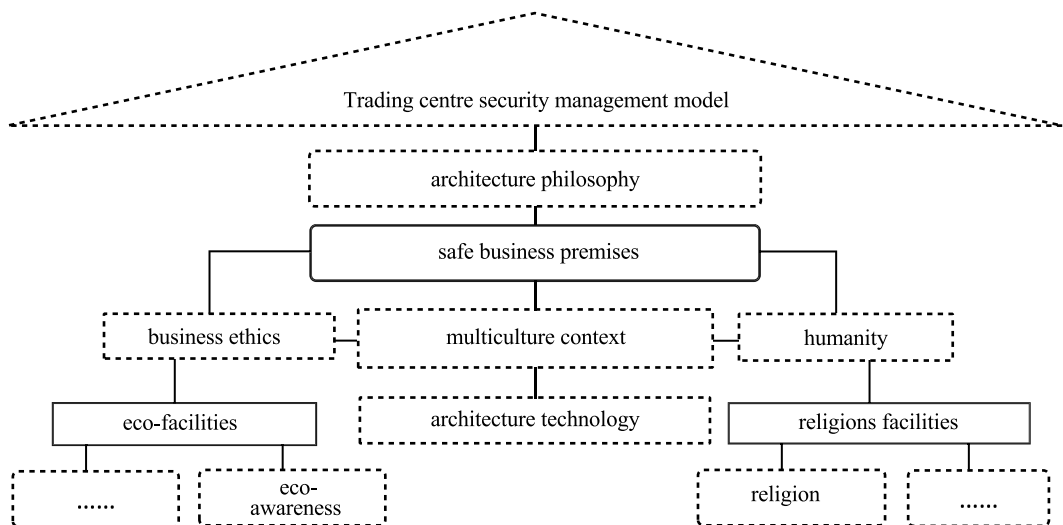 Trading centre security management model
architecture philosophy
safe business premises
business ethics
multiculture context
humanity
eco-facilities
architecture technology
religions facilities
......
eco-
awareness
religion
......